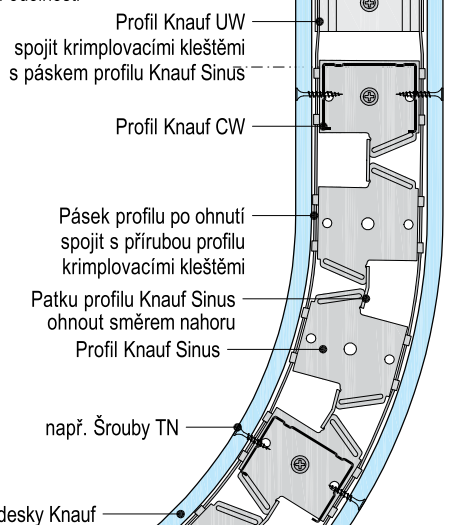 Profil Knauf UW
spojit krimplovacími kleštěmi
s páskem profilu Knauf Sinus
Profil Knauf CW
Pásek profilu po ohnutí
spojit s přírubou profilu
krimplovacími kleštěmi
Patku profilu Knauf Sinus
ohnout směrem nahoru
Profil Knauf Sinus
např. Šrouby TN
desky Knauf